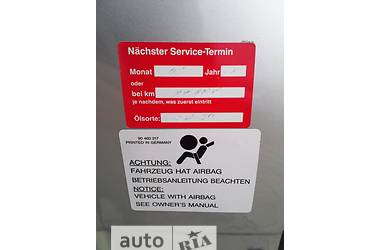 Nächster Service-Termin
Monat Jahr
oder
bei km
je nachdem, was zuerst eintritt
Ölsorte:
90 460 217
PRINTED IN GERMANY
ACHTUNG:
FAHRZEUG HAT AIRBAG
BETRIEBSANLEITUNG BEACHTEN
NOTICE:
VEHICLE WITH AIRBAG
SEE OWNER'S MANUAL
auto RIA